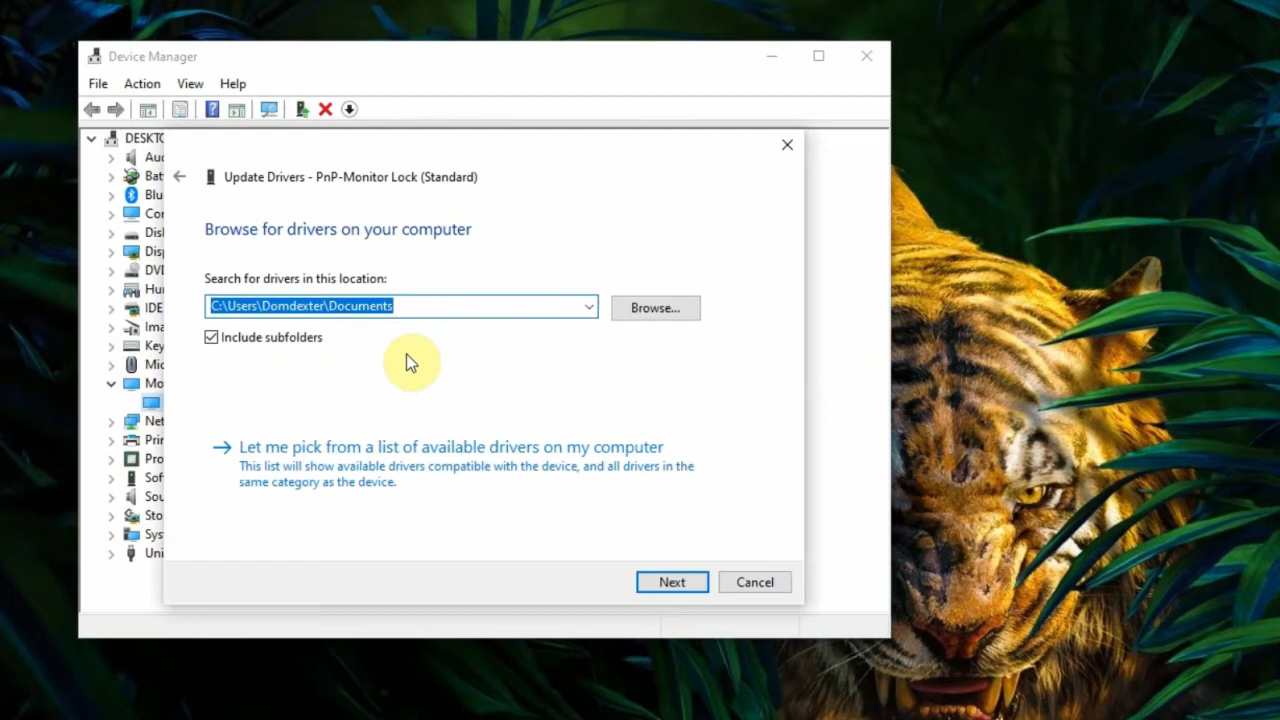 Device Manager
File Action View Help
DESKTO
Update Drivers - PnP-Monitor Lock (Standard)
Browse for drivers on your computer
Search for drivers in this location:
C:\Users\Domdexter\Documents
Browse...
Include subfolders
Let me pick from a list of available drivers on my computer
This list will show available drivers compatible with the device, and all drivers in the
same category as the device.
Next Cancel
Auc
Bat
Blu
Cor
Disl
Disp
DVD
Hur
IDE
Ima
Key
Mic
Mo
Net
Prir
Pro
Sof
Sou
Sto
Sys
Uni